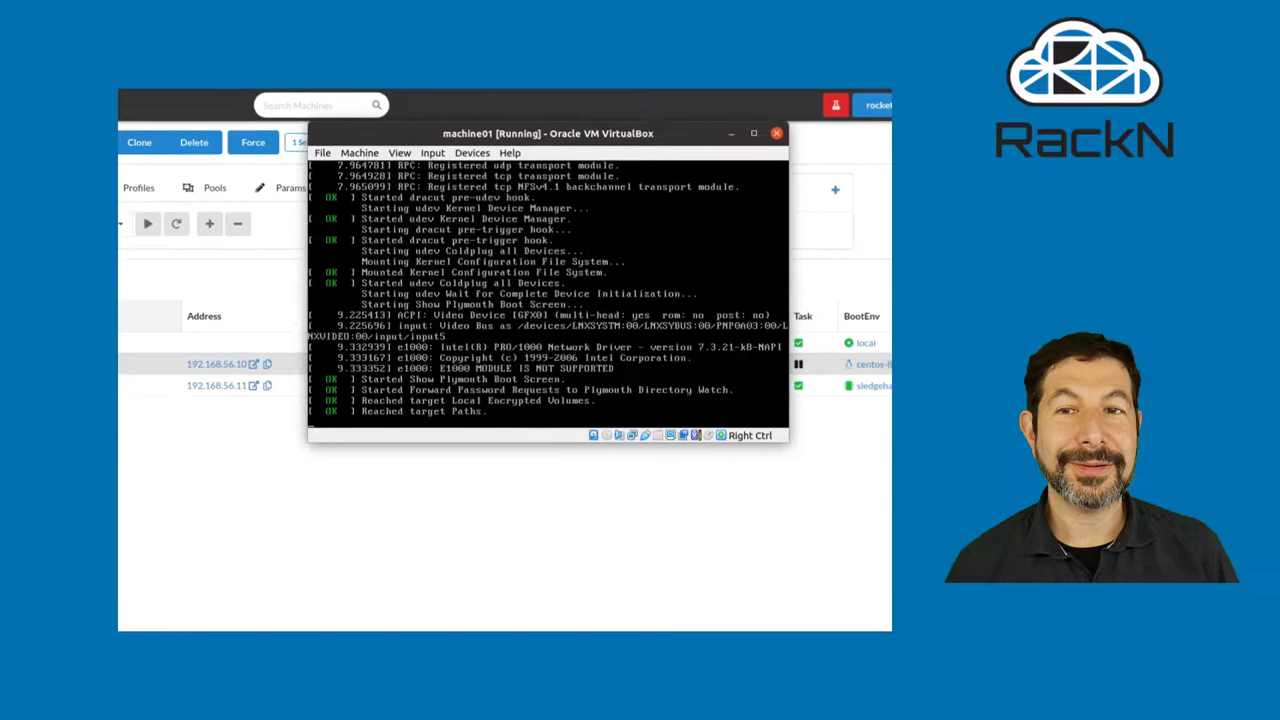 RackN
Search Machines
rocket
machine01 [Running] - Oracle VM VirtualBox
Clone Delete Force 1 Se
File Machine View Input Devices Help
[ 7.964781] RPC: Registered udp transport module.
[ 7.964928] RPC: Registered tcp transport module.
[ 7.965099] RPC: Registered tcp NFSv4.1 backchannel transport module.
[ OK ] Started dracut pre-udev hook.
Starting udev Kernel Device Manager...
[ OK ] Started udev Kernel Device Manager.
Starting dracut pre-trigger hook...
[ OK ] Started dracut pre-trigger hook.
Starting udev Coldplug all Devices...
Mounting Kernel Configuration File System...
[ OK ] Mounted Kernel Configuration File System.
[ OK ] Started udev Coldplug all Devices.
Starting udev Wait for Complete Device Initialization...
Starting Show Plymouth Boot Screen...
[ 9.225413] ACPI: Video Device [GFX0] (multi-head: yes rom: no post: no)
[ 9.225696] input: Video Bus as /devices/LNXSYSTM:00/LNXSYBUS:00/PNP0A03:00/L
NXVIDEO:00/input/input5
[ 9.332939] e1000: Intel(R) PRO/1000 Network Driver - version 7.3.21-k8-NAPI
[ 9.333167] e1000: Copyright (c) 1999-2006 Intel Corporation.
[ 9.333352] e1000: E1000 MODULE IS NOT SUPPORTED
[ OK ] Started Show Plymouth Boot Screen.
[ OK ] Started Forward Password Requests to Plymouth Directory Watch.
[ OK ] Reached target Local Encrypted Volumes.
[ OK ] Reached target Paths.
Right Ctrl
Profiles Pools Params
Address Task BootEnv
local
192.168.56.10 centos-8
192.168.56.11 sledgeha